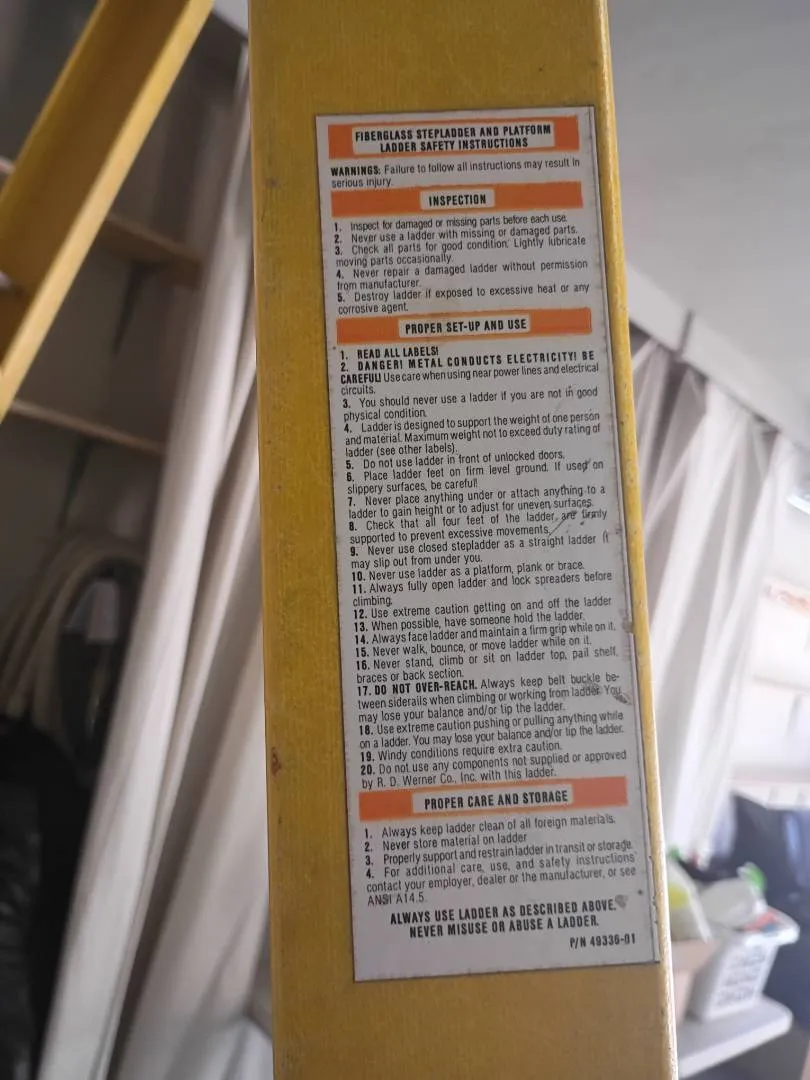 FIBERGLASS STEPLADDER AND PLATFORM
LADDER SAFETY INSTRUCTIONS
WARNINGS: Failure to follow all instructions may result in
serious injury.
INSPECTION
1. Inspect for damaged or missing parts before each use.
2. Never use a ladder with missing or damaged parts.
3. Check all parts for good condition. Lightly lubricate
moving parts occasionally.
4. Never repair a damaged ladder without permission
from manufacturer.
5. Destroy ladder if exposed to excessive heat or any
corrosive agent.
PROPER SET-UP AND USE
1. READ ALL LABELS!
2. DANGER! METAL CONDUCTS ELECTRICITY! BE
CAREFUL! Use care when using near power lines and electrical
circuits.
3. You should never use a ladder if you are not in good
physical condition.
4. Ladder is designed to support the weight of one person
and material. Maximum weight not to exceed duty rating of
ladder (see other labels).
5. Do not use ladder in front of unlocked doors.
6. Place ladder feet on firm level ground. If used on
slippery surfaces, be careful!
7. Never place anything under or attach anything to a
ladder to gain height or to adjust for uneven surfaces.
8. Check that all four feet of the ladder, are firmly
supported to prevent excessive movements.
9. Never use closed stepladder as a straight ladder it
may slip out from under you.
10. Never use ladder as a platform, plank or brace.
11. Always fully open ladder and lock spreaders before
climbing.
12. Use extreme caution getting on and off the ladder
13. When possible, have someone hold the ladder.
14. Always face ladder and maintain a firm grip while on it.
15. Never walk, bounce, or move ladder while on it.
16. Never stand, climb or sit on ladder top, pail shelf,
braces or back section.
17. DO NOT OVER-REACH. Always keep belt buckle be-
tween siderails when climbing or working from ladder. You
may lose your balance and/or tip the ladder.
18. Use extreme caution pushing or pulling anything while
on a ladder. You may lose your balance and/or tip the ladder.
19. Windy conditions require extra caution.
20. Do not use any components not supplied or approved
by R. D. Werner Co., Inc. with this ladder.
PROPER CARE AND STORAGE
1. Always keep ladder clean of all foreign materials.
2. Never store material on ladder
3. Properly support and restrain ladder in transit or storage.
4. For additional care, use, and safety instructions
contact your employer, dealer or the manufacturer, or see
ANSI A14.5.
ALWAYS USE LADDER AS DESCRIBED ABOVE.
NEVER MISUSE OR ABUSE A LADDER.
P/N 49336-01